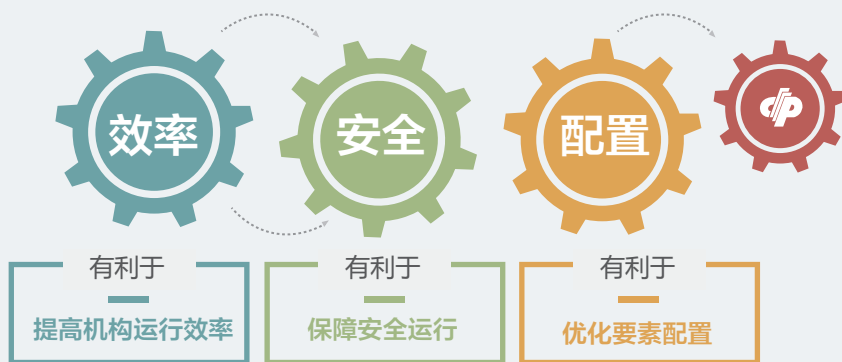 效率
安全
配置
有利于
提高机构运行效率
有利于
保障安全运行
有利于
优化要素配置